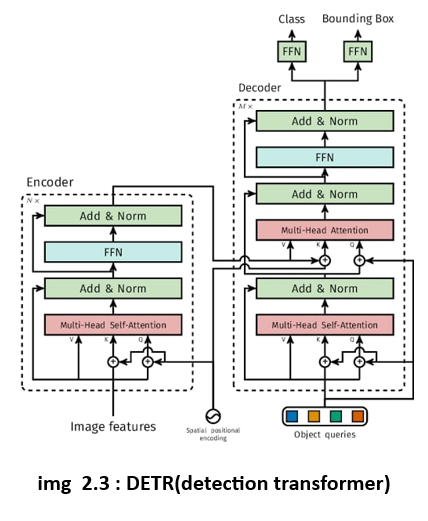 Class
Bounding Box
FFN
FFN
Decoder
M×
Add & Norm
FFN
Add & Norm
Multi-Head Attention
V K Q
Add & Norm
Multi-Head Self-Attention
V K Q
Object queries
Encoder
N×
Add & Norm
FFN
Add & Norm
Multi-Head Self-Attention
V K Q
Image features
Spatial positional
encoding
img 2.3 : DETR(detection transformer)